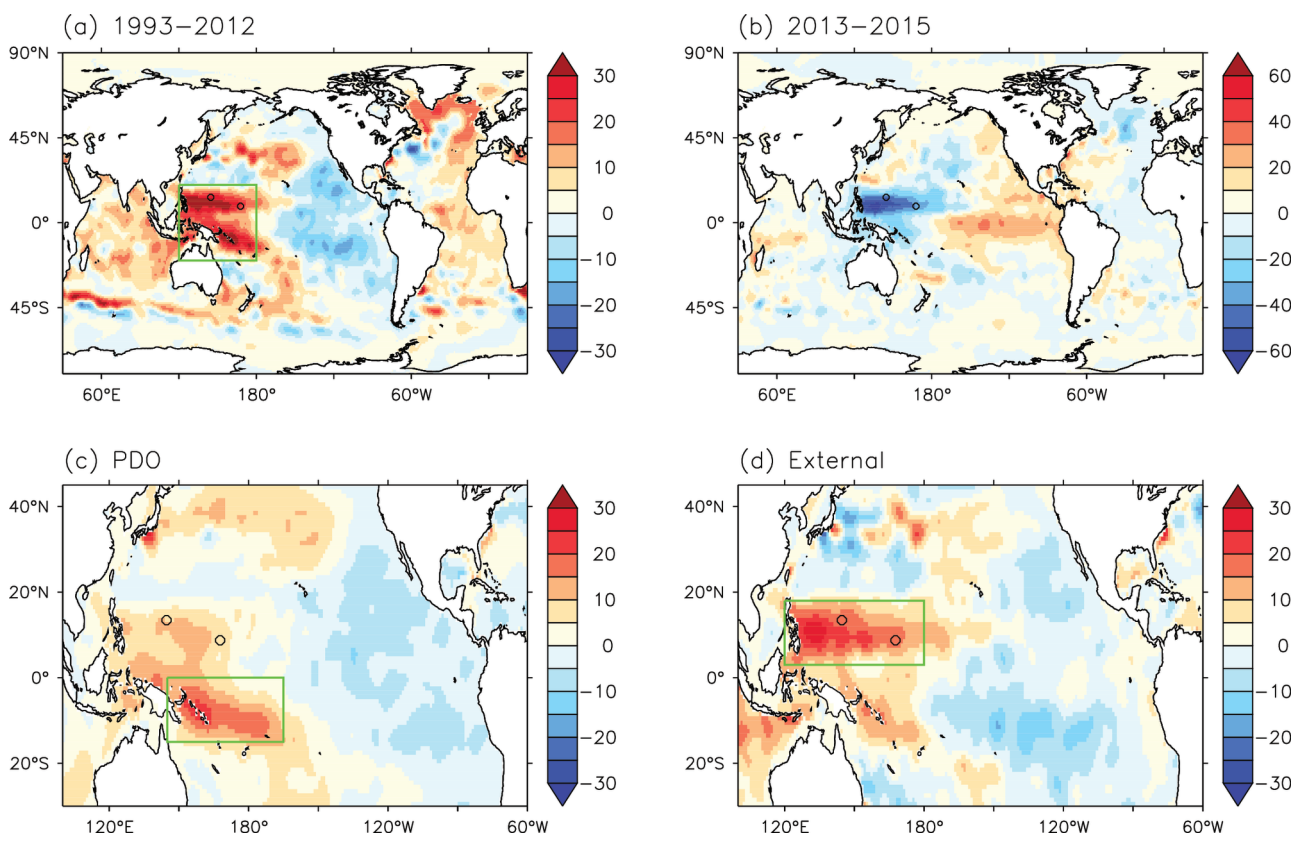 (a) 1993−2012
90°N
45°N
0°
45°S
60°E
180°
60°W
30
20
10
0
−10
−20
−30
(b) 2013−2015
90°N
45°N
0°
45°S
60°E
180°
60°W
60
40
20
0
−20
−40
−60
(c) PDO
40°N
20°N
0°
20°S
120°E
180°
120°W
60°W
30
20
10
0
−10
−20
−30
(d) External
40°N
20°N
0°
20°S
120°E
180°
120°W
60°W
30
20
10
0
−10
−20
−30